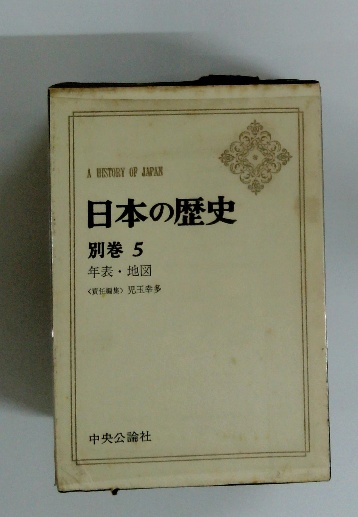 A HISTORY OF JAPAN
日本の歴史
別巻 5
年表・地図
〈責任編集〉 児玉幸多
中央公論社